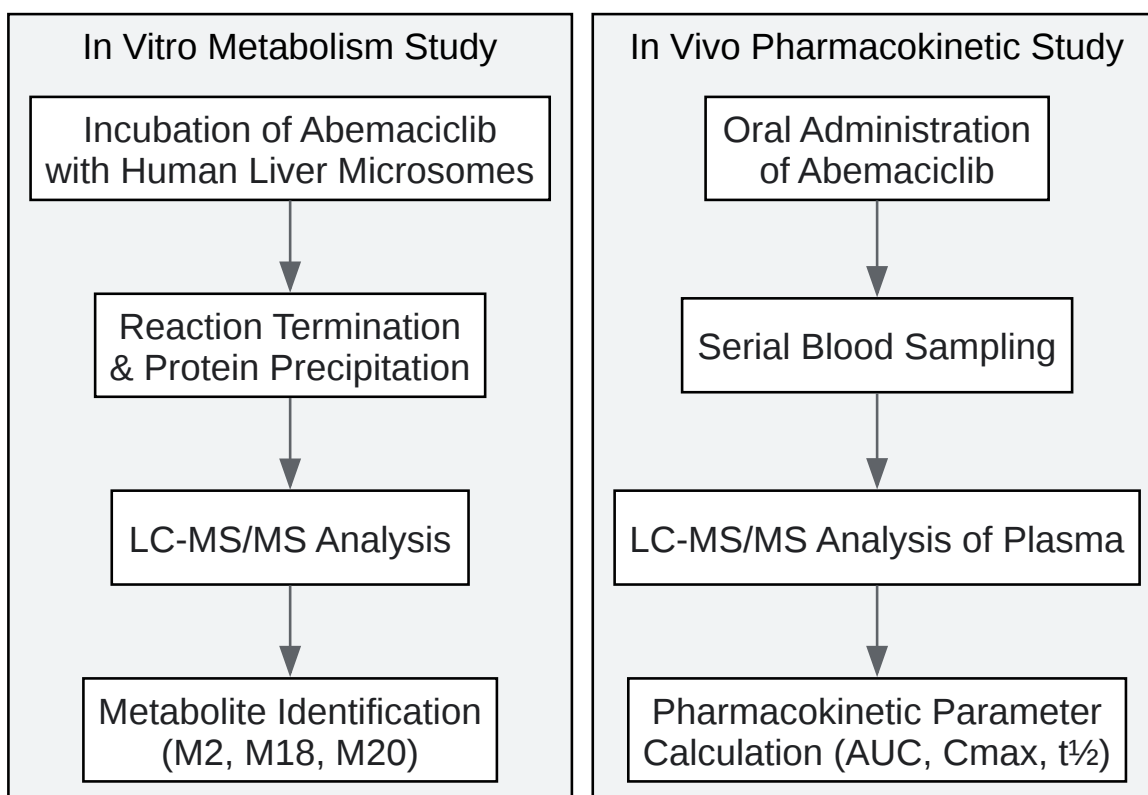 In Vitro Metabolism Study
Incubation of Abemaciclib
with Human Liver Microsomes
Reaction Termination
& Protein Precipitation
LC-MS/MS Analysis
Metabolite Identification
(M2, M18, M20)
In Vivo Pharmacokinetic Study
Oral Administration
of Abemaciclib
Serial Blood Sampling
LC-MS/MS Analysis of Plasma
Pharmacokinetic Parameter
Calculation (AUC, Cmax, t½)